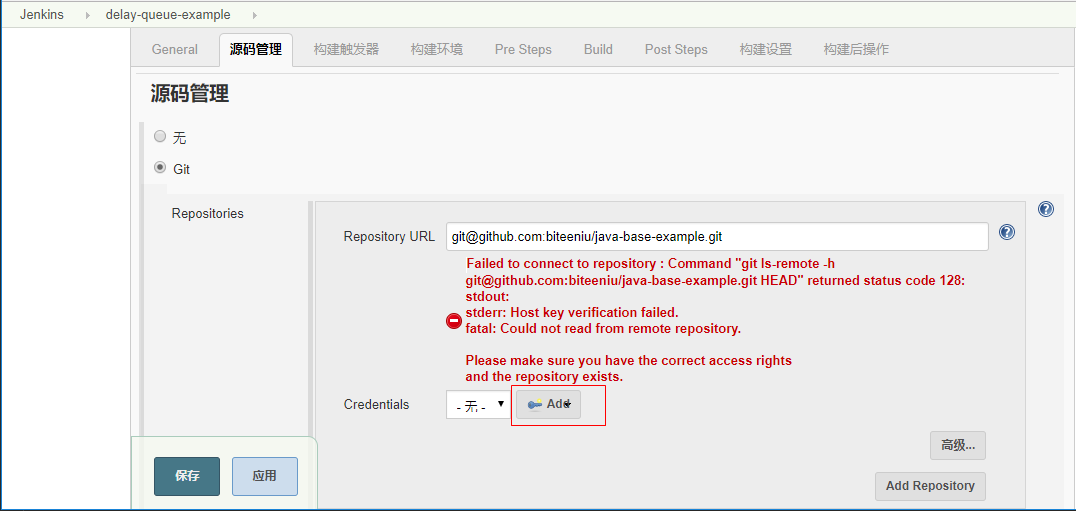 Jenkins
delay-queue-example
General
源码管理
构建触发器
构建环境
Pre Steps
Build
Post Steps
构建设置
构建后操作
源码管理
无
Git
Repositories
Repository URL
git@github.com:biteeniu/java-base-example.git
Failed to connect to repository : Command "git ls-remote -h
git@github.com:biteeniu/java-base-example.git HEAD" returned status code 128:
stdout:
stderr: Host key verification failed.
fatal: Could not read from remote repository.
Please make sure you have the correct access rights
and the repository exists.
Credentials
- 无 -
Add
高级...
保存
应用
Add Repository